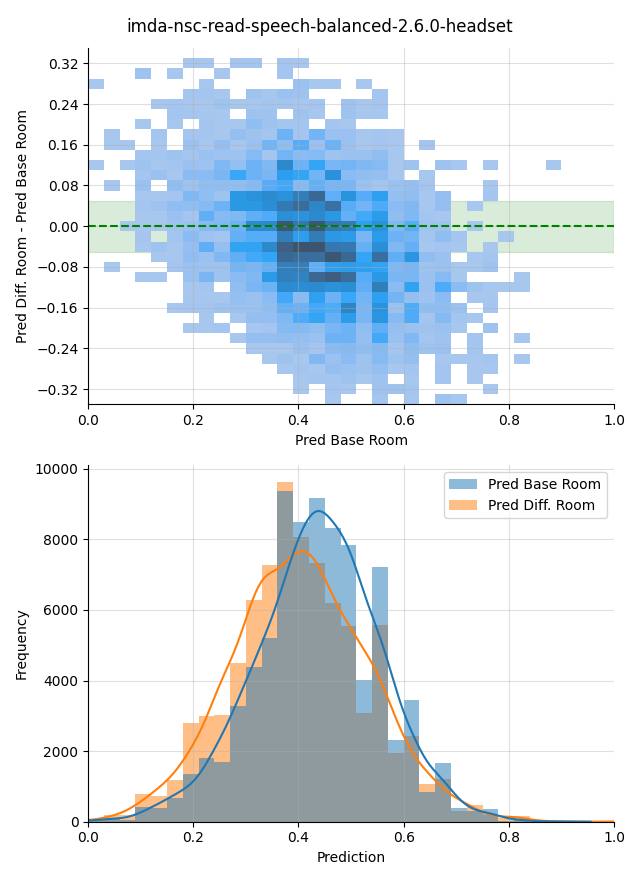 imda-nsc-read-speech-balanced-2.6.0-headset
0.32
0.24
0.16
0.08
0.00
−0.08
−0.16
−0.24
−0.32
Pred Diff. Room - Pred Base Room
0.0 0.2 0.4 0.6 0.8 1.0
Pred Base Room
10000
8000
6000
4000
2000
0
Frequency
Pred Base Room
Pred Diff. Room
0.0 0.2 0.4 0.6 0.8 1.0
Prediction